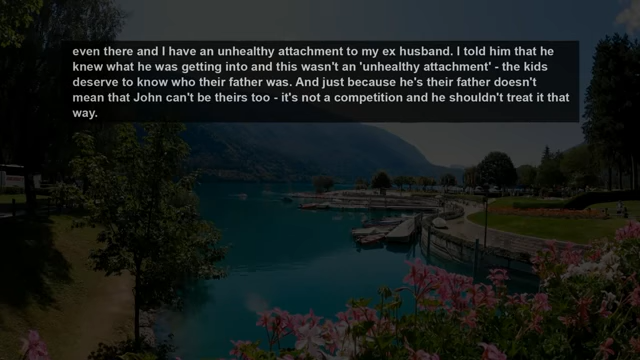 even there and I have an unhealthy attachment to my ex husband. I told him that he
knew what he was getting into and this wasn't an 'unhealthy attachment' - the kids
deserve to know who their father was. And just because he's their father doesn't
mean that John can't be theirs too - it's not a competition and he shouldn't treat it that
way.